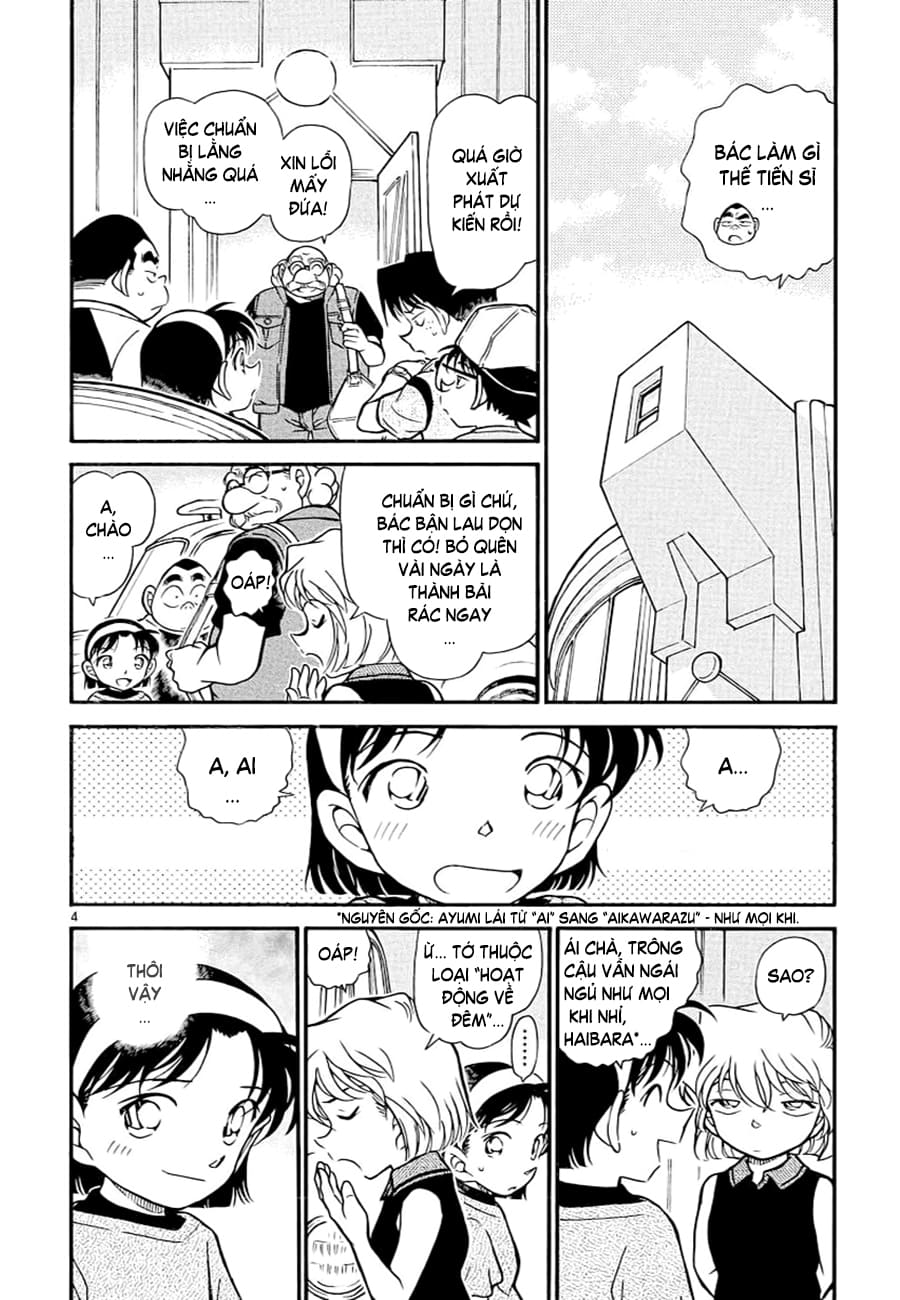 BÁC LÀM GÌ
THẾ TIẾN SĨ
...
QUÁ GIỜ
XUẤT
PHÁT DỰ
KIẾN RỒI!
XIN LỖI
MẤY
ĐỨA!
VIỆC CHUẨN
BỊ LẰNG
NHẰNG QUÁ
...
CHUẨN BỊ GÌ CHỨ,
BÁC BẬN LAU DỌN
THÌ CÓ! BỎ QUÊN
VÀI NGÀY LÀ
THÀNH BÃI
RÁC NGAY
...
OÁP!
A,
CHÀO
...
A...
A, AI
...
4
*NGUYÊN GỐC: AYUMI LÁI TỪ "AI" SANG "AIKAWARAZU" - NHƯ MỌI KHI.
SAO?
ÁI CHÀ, TRÔNG
CẬU VẪN NGÁI
NGỦ NHƯ MỌI
KHI NHỈ,
HAIBARA*...
Ừ... TỚ THUỘC
LOẠI "HOẠT
ĐỘNG VỀ
ĐÊM"...
OÁP!
......
THÔI
VẬY
...